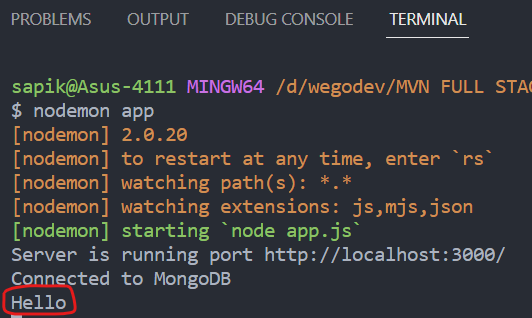 PROBLEMS OUTPUT DEBUG CONSOLE TERMINAL
sapik@Asus-4111 MINGW64 /d/wegodev/MVN FULL STAC
$ nodemon app
[nodemon] 2.0.20
[nodemon] to restart at any time, enter `rs`
[nodemon] watching path(s): *.*
[nodemon] watching extensions: js,mjs,json
[nodemon] starting `node app.js`
Server is running port http://localhost:3000/
Connected to MongoDB
Hello